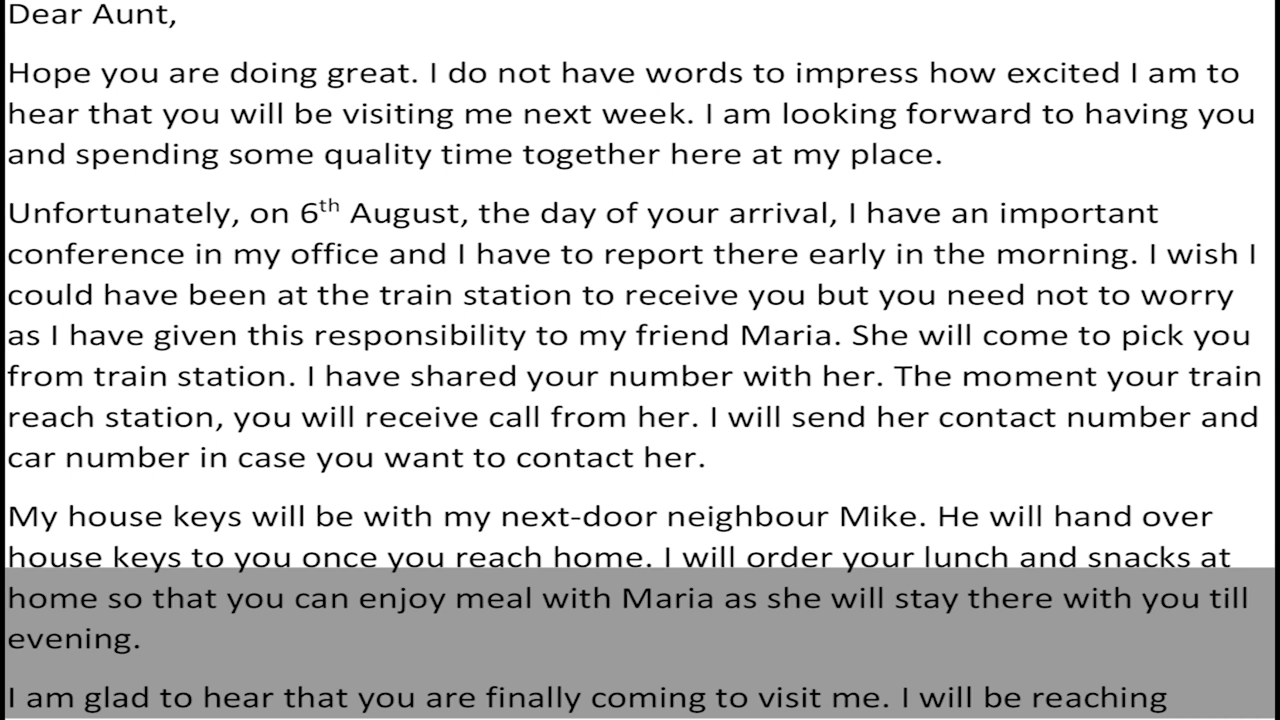 Dear Aunt,
Hope you are doing great. I do not have words to impress how excited I am to
hear that you will be visiting me next week. I am looking forward to having you
and spending some quality time together here at my place.
Unfortunately, on 6th August, the day of your arrival, I have an important
conference in my office and I have to report there early in the morning. I wish I
could have been at the train station to receive you but you need not to worry
as I have given this responsibility to my friend Maria. She will come to pick you
from train station. I have shared your number with her. The moment your train
reach station, you will receive call from her. I will send her contact number and
car number in case you want to contact her.
My house keys will be with my next-door neighbour Mike. He will hand over
house keys to you once you reach home. I will order your lunch and snacks at
home so that you can enjoy meal with Maria as she will stay there with you till
evening.
I am glad to hear that you are finally coming to visit me. I will be reaching